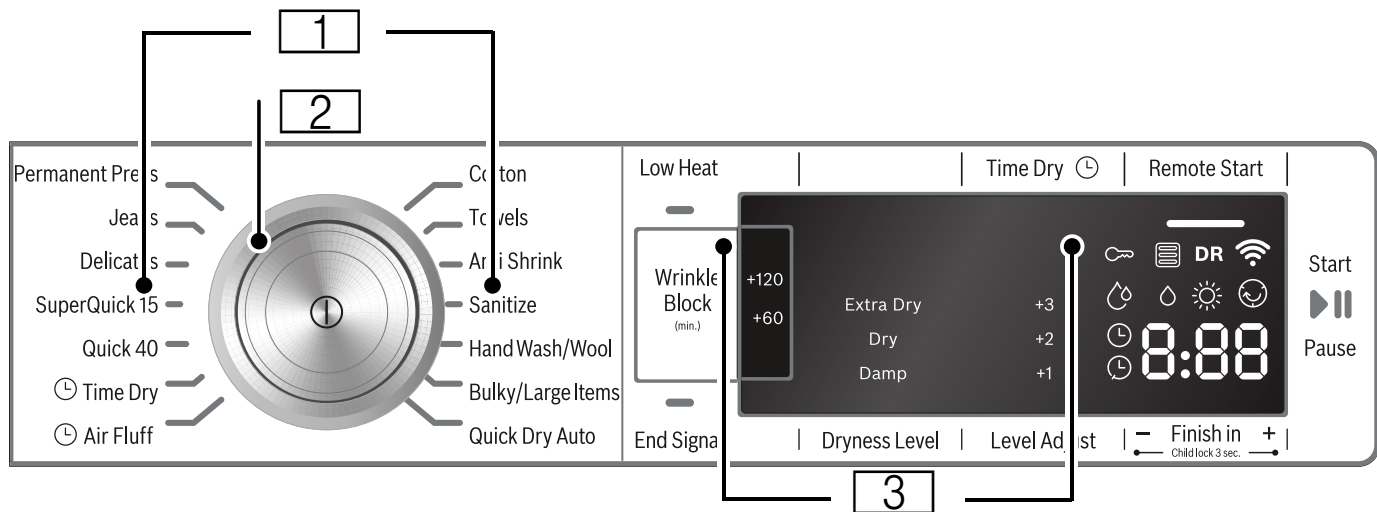 1
2
Permanent Press
Jeans
Delicates
SuperQuick 15
Quick 40
Time Dry
Air Fluff
Cotton
Towels
Anti Shrink
Sanitize
Hand Wash/Wool
Bulky/Large Items
Quick Dry Auto
Low Heat
Time Dry
Remote Start
Wrinkle
Block
(min.)
+120
+60
Extra Dry
Dry
Damp
+3
+2
+1
DR
8:88
Start
Pause
End Signal
Dryness Level
Level Adjust
– Finish in +
Child lock 3 sec.
3